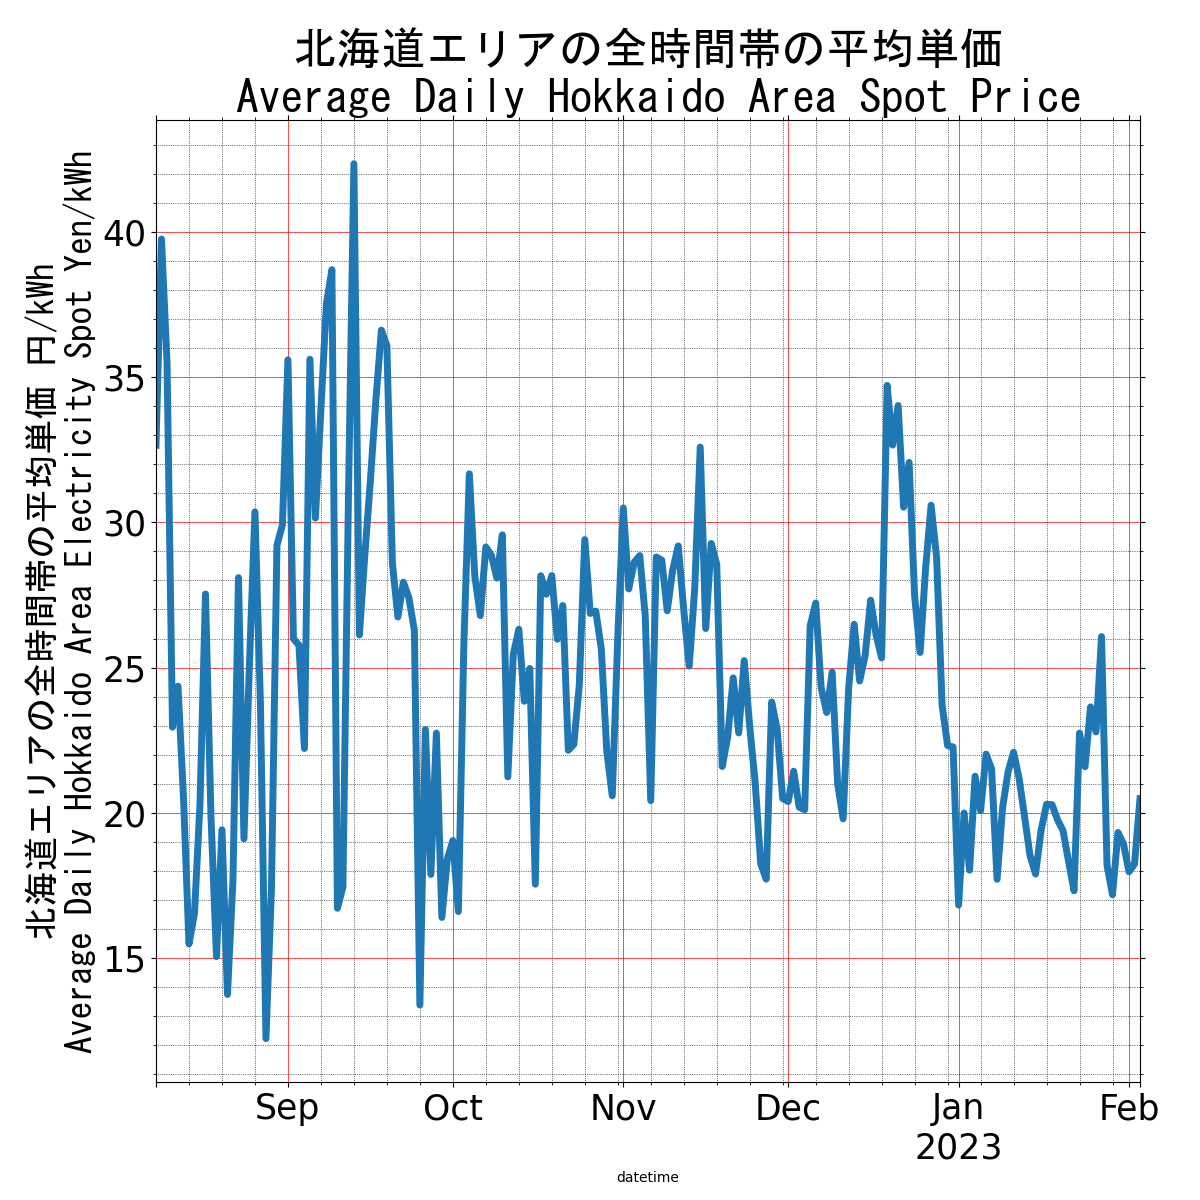 北海道エリアの全時間帯の平均単価
Average Daily Hokkaido Area Spot Price
北海道エリアの全時間帯の平均単価 円/kWh
Average Daily Hokkaido Area Electricity Spot Yen/kWh
40
35
30
25
20
15
Sep
Oct
Nov
Dec
Jan
2023
Feb
datetime